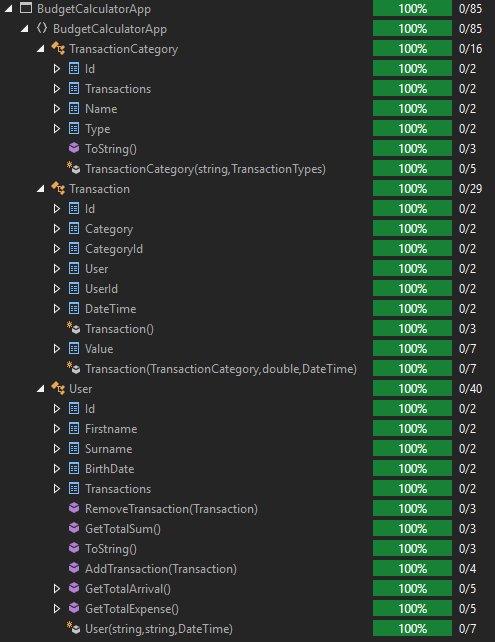 BudgetCalculatorApp 100% 0/85
BudgetCalculatorApp 100% 0/85
TransactionCategory 100% 0/16
Id 100% 0/2
Transactions 100% 0/2
Name 100% 0/2
Type 100% 0/2
ToString() 100% 0/3
TransactionCategory(string,TransactionTypes) 100% 0/5
Transaction 100% 0/29
Id 100% 0/2
Category 100% 0/2
CategoryId 100% 0/2
User 100% 0/2
UserId 100% 0/2
DateTime 100% 0/2
Transaction() 100% 0/3
Value 100% 0/7
Transaction(TransactionCategory,double,DateTime) 100% 0/7
User 100% 0/40
Id 100% 0/2
Firstname 100% 0/2
Surname 100% 0/2
BirthDate 100% 0/2
Transactions 100% 0/2
RemoveTransaction(Transaction) 100% 0/3
GetTotalSum() 100% 0/3
ToString() 100% 0/3
AddTransaction(Transaction) 100% 0/4
GetTotalArrival() 100% 0/5
GetTotalExpense() 100% 0/5
User(string,string,DateTime) 100% 0/7